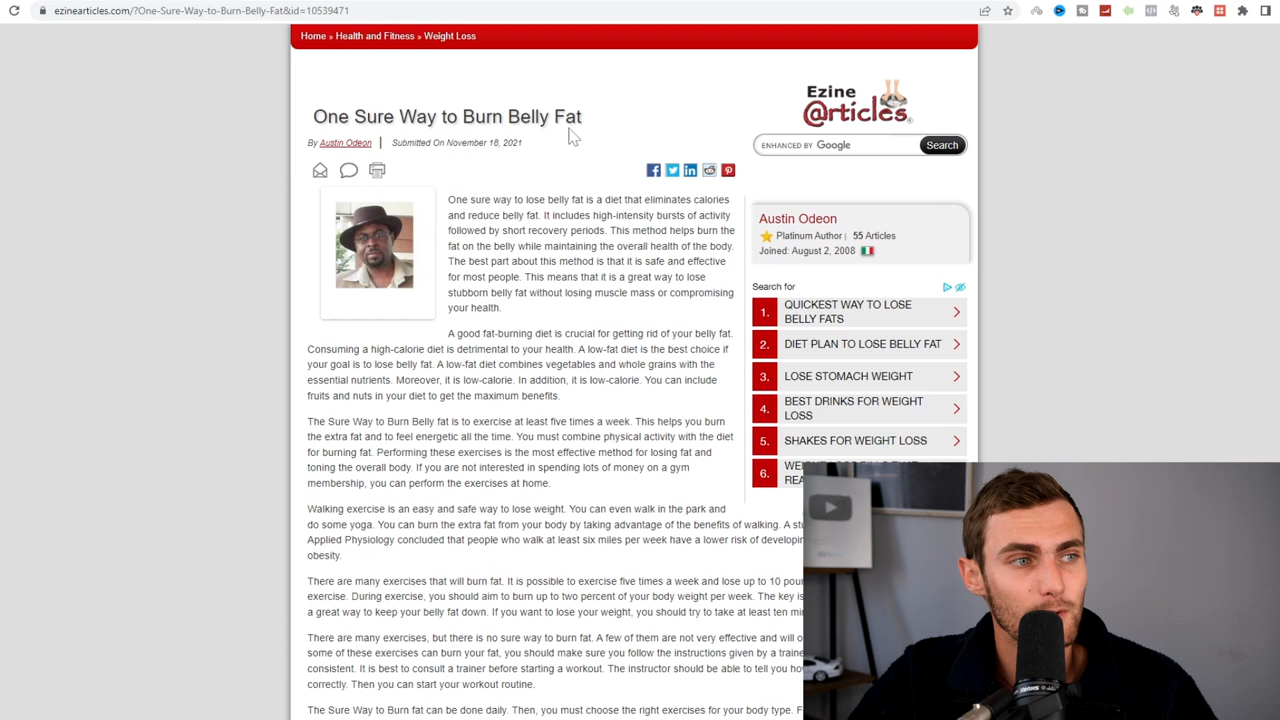 ezinearticles.com/?One-Sure-Way-to-Burn-Belly-Fat&id=10539471
Home » Health and Fitness » Weight Loss
One Sure Way to Burn Belly Fat
By Austin Odeon | Submitted On November 18, 2021
One sure way to lose belly fat is a diet that eliminates calories
and reduce belly fat. It includes high-intensity bursts of activity
followed by short recovery periods. This method helps burn the
fat on the belly while maintaining the overall health of the body.
The best part about this method is that it is safe and effective
for most people. This means that it is a great way to lose
stubborn belly fat without losing muscle mass or compromising
your health.
A good fat-burning diet is crucial for getting rid of your belly fat.
Consuming a high-calorie diet is detrimental to your health. A low-fat diet is the best choice if
your goal is to lose belly fat. A low-fat diet combines vegetables and whole grains with the
essential nutrients. Moreover, it is low-calorie. In addition, it is low-calorie. You can include
fruits and nuts in your diet to get the maximum benefits.
The Sure Way to Burn Belly fat is to exercise at least five times a week. This helps you burn
the extra fat and to feel energetic all the time. You must combine physical activity with the diet
for burning fat. Performing these exercises is the most effective method for losing fat and
toning the overall body. If you are not interested in spending lots of money on a gym
membership, you can perform the exercises at home.
Walking exercise is an easy and safe way to lose weight. You can even walk in the park and
do some yoga. You can burn the extra fat from your body by taking advantage of the benefits of walking. A
Applied Physiology concluded that people who walk at least six miles per week have a lower risk of
obesity.
There are many exercises that will burn fat. It is possible to exercise five times a week and lose up to 10
exercise. During exercise, you should aim to burn up to two percent of your body weight per week. The key is
a great way to keep your belly fat down. If you want to lose your weight, you should try to take at least ten
There are many exercises, but there is no sure way to burn fat. A few of them are not very effective and will
some of these exercises can burn your fat, you should make sure you follow the instructions given by a
consistent. It is best to consult a trainer before starting a workout. The instructor should be able to tell you
correctly. Then you can start your workout routine.
The Sure Way to Burn fat can be done daily. Then, you must choose the right exercises for your body type.
Ezine
@rticles
ENHANCED BY Google Search
Austin Odeon
Platinum Author | 55 Articles
Joined: August 2, 2008
Search for
1. QUICKEST WAY TO LOSE
BELLY FATS
2. DIET PLAN TO LOSE BELLY FAT
3. LOSE STOMACH WEIGHT
4. BEST DRINKS FOR WEIGHT
LOSS
5. SHAKES FOR WEIGHT LOSS
6.
SHURE